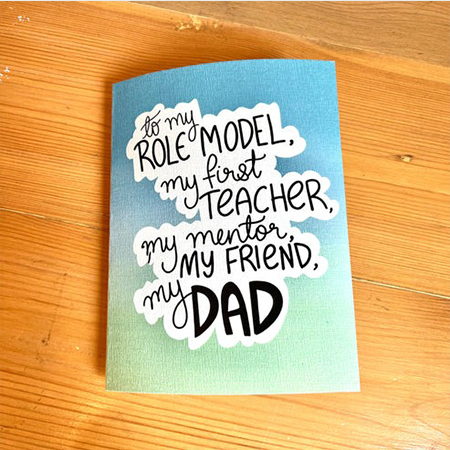 to my
ROLE MODEL,
my first
TEACHER,
my mentor,
MY FRIEND,
my DAD